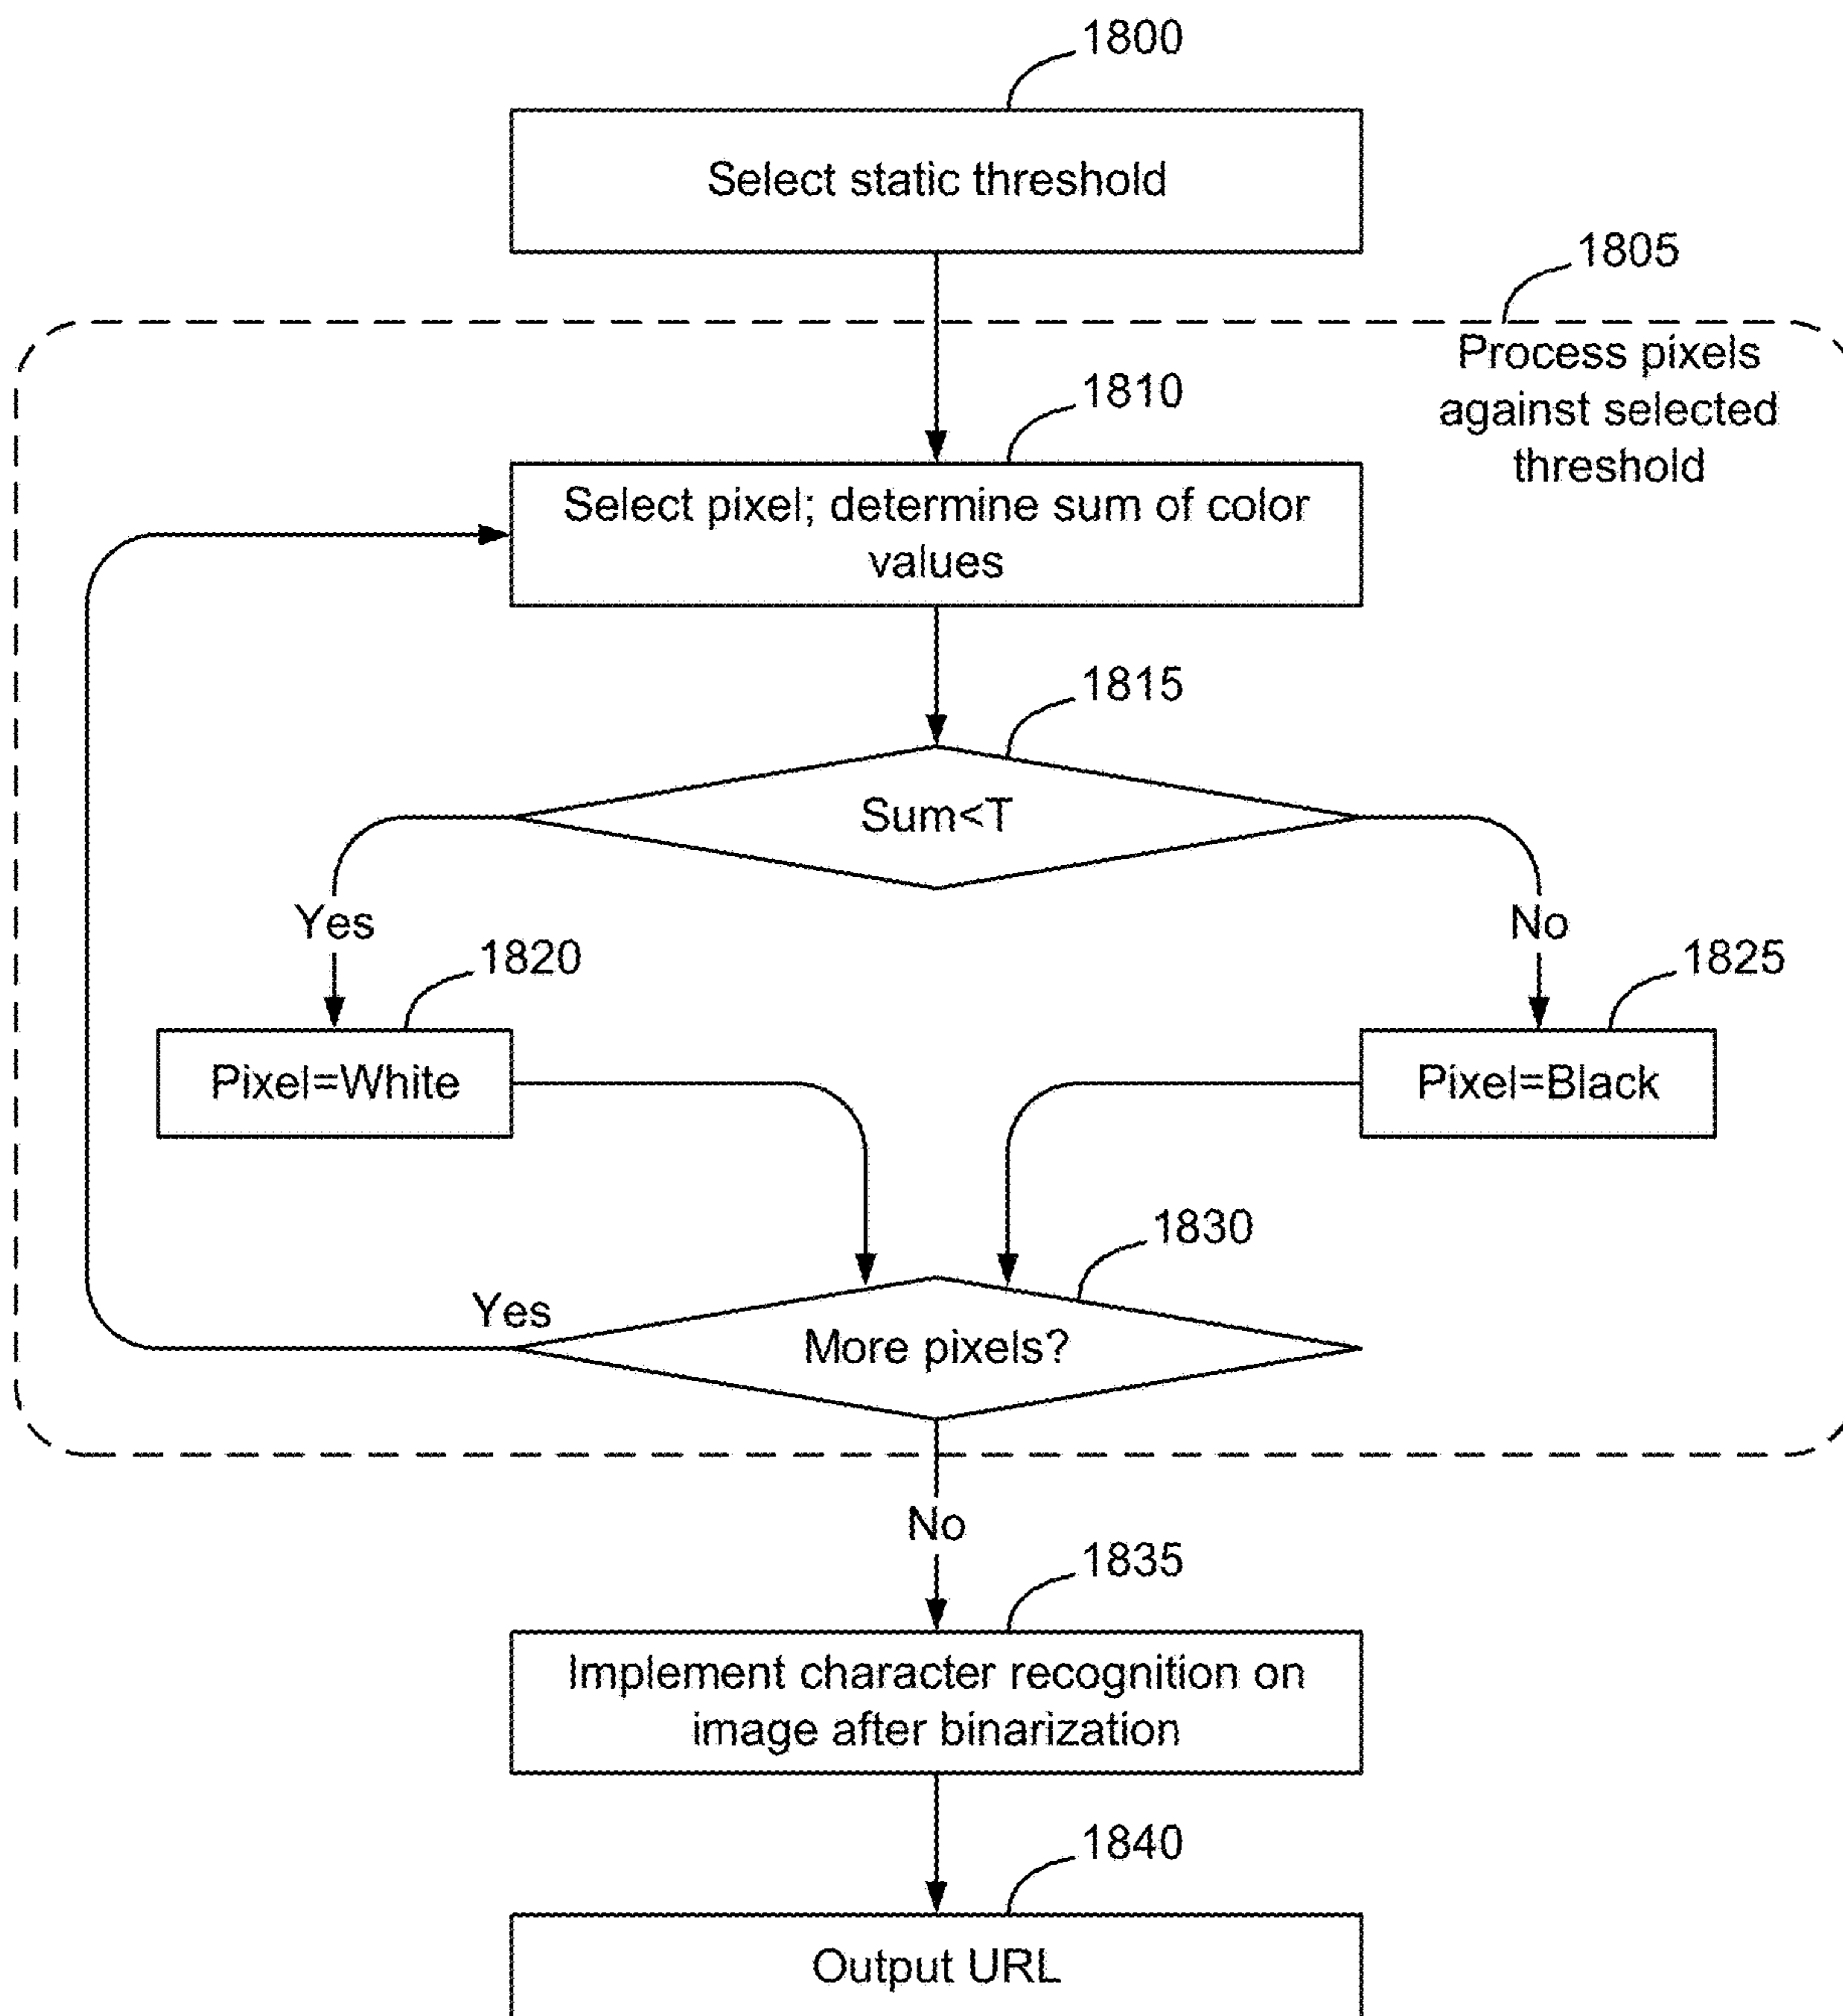 1800
Select static threshold
1805
Process pixels
against selected
threshold
1810
Select pixel; determine sum of color
values
1815
Sum<T
Yes
No
1820
1825
Pixel=White
Pixel=Black
1830
Yes
More pixels?
No
1835
Implement character recognition on
image after binarization
1840
Output URL